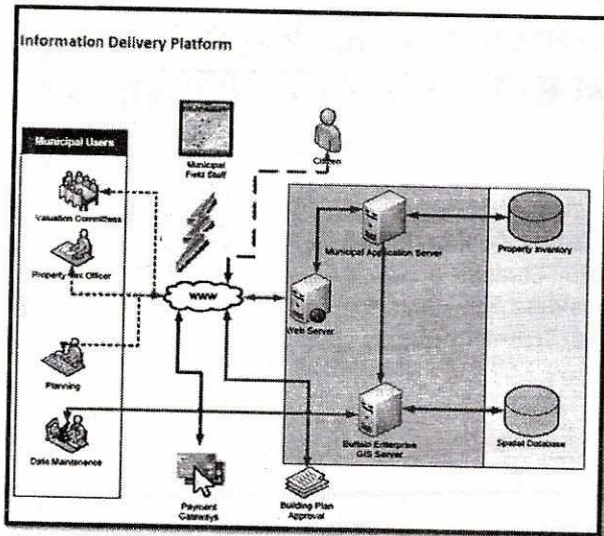 Information Delivery Platform
Municipal Users
Municipal
Field Staff
Citizen
Valuation Committees
Municipal Application Server
Property Inventory
Property Tax Officer
WWW
Web Server
Planning
Data Maintenance
Enterprise
GIS Server
Spatial Database
Payment
Gateways
Building Plan
Approval